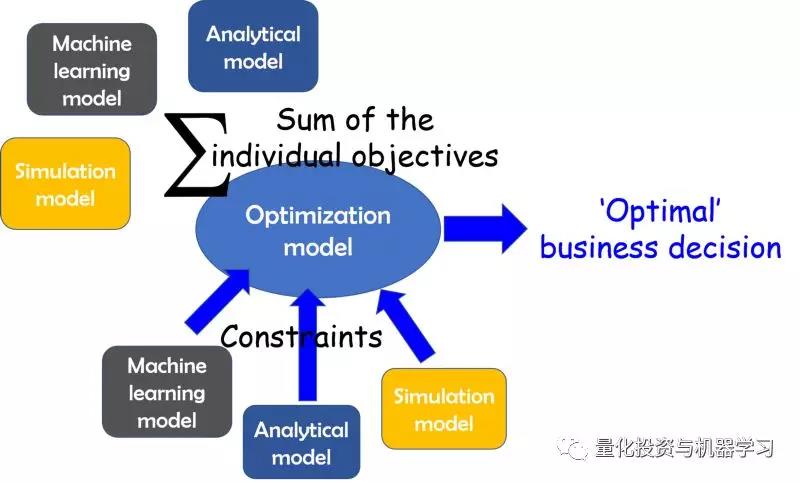 Machine
learning
model
Analytical
model
Simulation
model
∑
Sum of the
individual objectives
Optimization
model
‘Optimal’
business decision
Constraints
Machine
learning
model
Analytical
model
Simulation
model
量化投资与机器学习